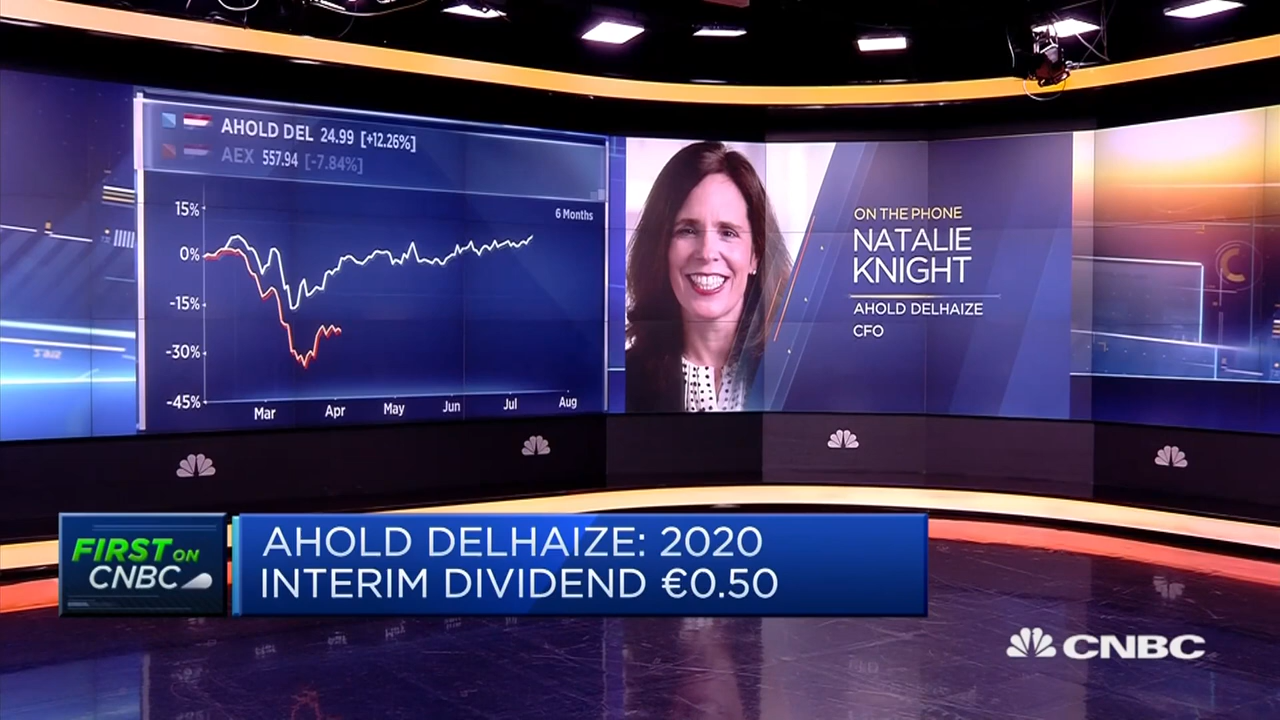 AHOLD DEL 24.99 [+12.26%]
AEX 557.94 [-7.84%]
6 Months
15%
0%
-15%
-30%
-45%
Mar Apr May Jun Jul Aug
ON THE PHONE
NATALIE
KNIGHT
AHOLD DELHAIZE
CFO
FIRST ON
CNBC
AHOLD DELHAIZE: 2020
INTERIM DIVIDEND €0.50
CNBC